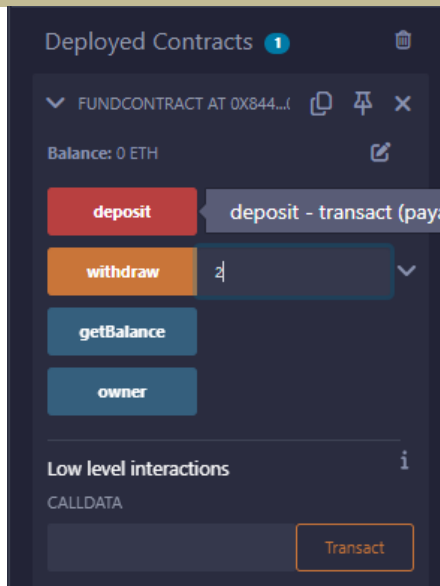 Deployed Contracts 1
FUNDCONTRACT AT 0X844...(
Balance: 0 ETH
deposit
deposit - transact (paya
withdraw 2
getBalance
owner
Low level interactions i
CALLDATA
Transact